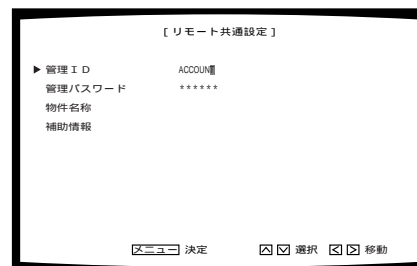 [リモート共通設定]
▶ 管理ID ACCOUNT
管理パスワード ******
物件名称
補助情報
メニュー 決定 ∧ ∨ 選択 < > 移動